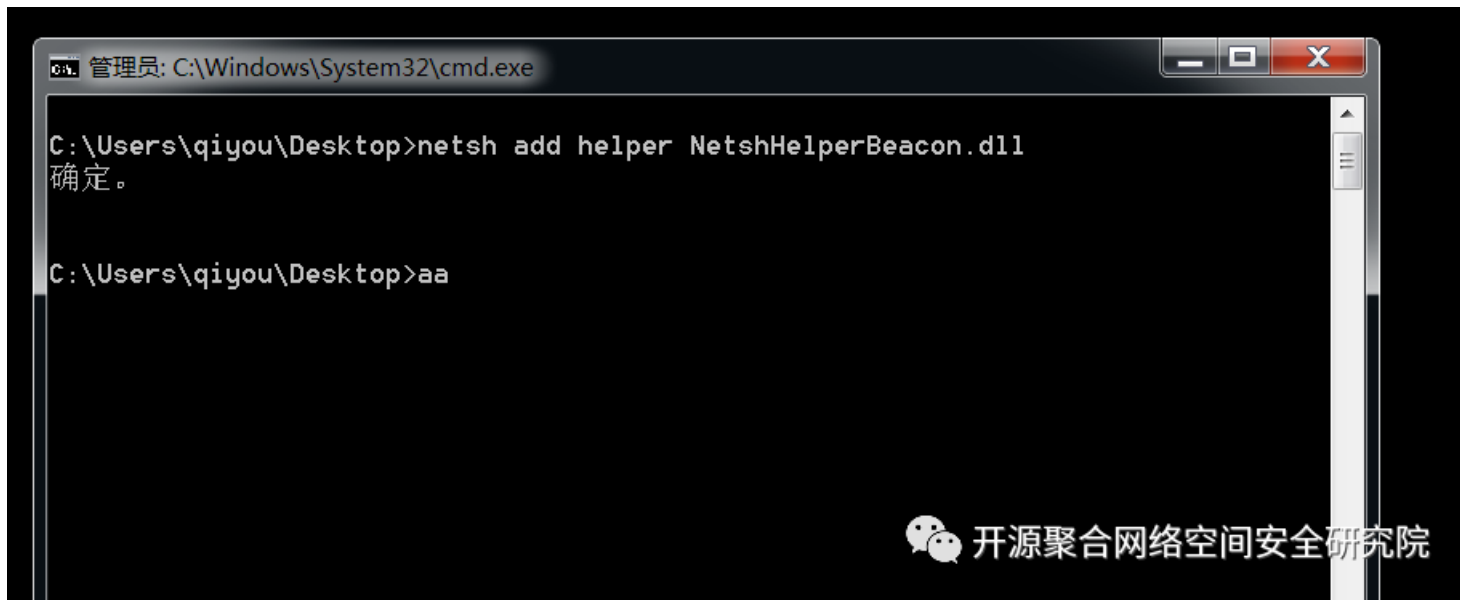 管理员: C:\Windows\System32\cmd.exe
C:\Users\qiyou\Desktop>netsh add helper NetshHelperBeacon.dll
确定。
C:\Users\qiyou\Desktop>aa
开源聚合网络空间安全研究院